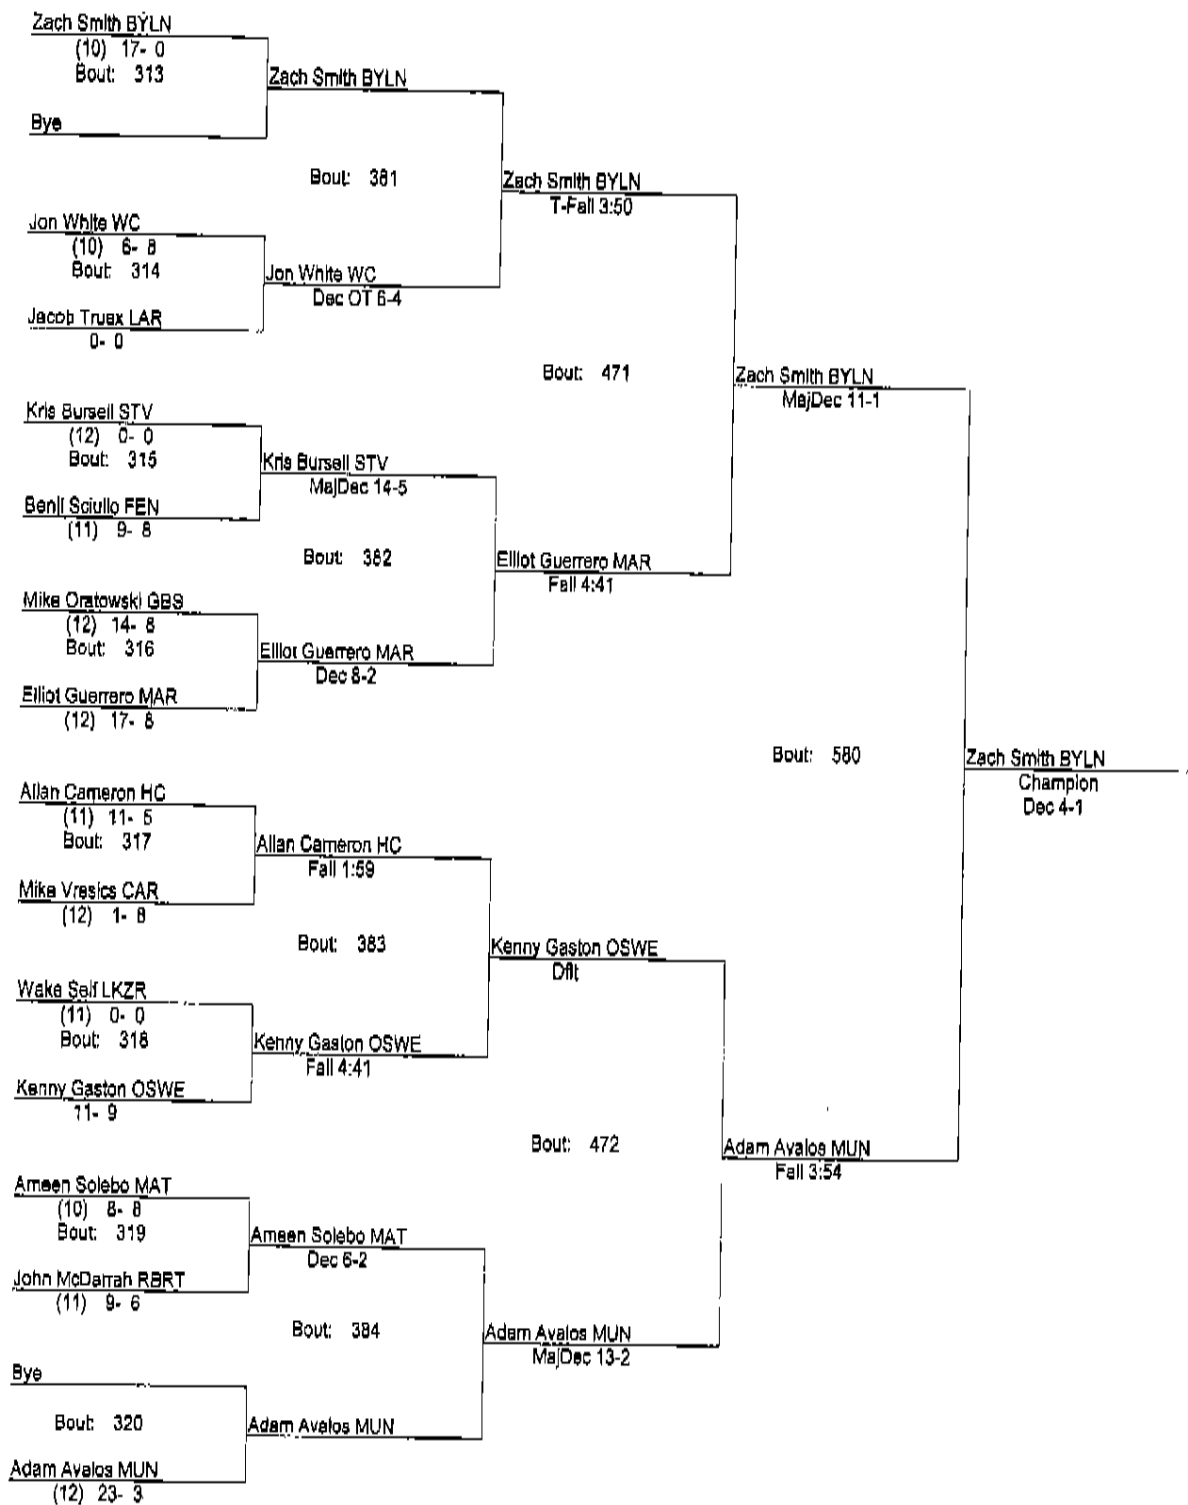 Zach Smith BYLN
(10) 17- 0
Bout: 313
Zach Smith BYLN
Bye
Bout: 381
Zach Smith BYLN
T-Fall 3:50
Jon White WC
(10) 6- 8
Bout: 314
Jon White WC
Dec OT 6-4
Jacob Truax LAR
0- 0
Bout: 471
Zach Smith BYLN
MajDec 11-1
Kris Bursell STV
(12) 0- 0
Bout: 315
Kris Bursell STV
MajDec 14-5
Benji Sciullo FEN
(11) 9- 8
Bout: 382
Elliot Guerrero MAR
Fall 4:41
Mike Oratowski GBS
(12) 14- 8
Bout: 316
Elliot Guerrero MAR
Dec 8-2
Elliot Guerrero MAR
(12) 17- 8
Bout: 580
Zach Smith BYLN
Champion
Dec 4-1
Allan Cameron HC
(11) 11- 5
Bout: 317
Allan Cameron HC
Fall 1:59
Mike Vrasics CAR
(12) 1- 8
Bout: 383
Kenny Gaston OSWE
Dflt
Wake Self LKZR
(11) 0- 0
Bout: 318
Kenny Gaston OSWE
Fall 4:41
Kenny Gaston OSWE
11- 9
Bout: 472
Adam Avalos MUN
Fall 3:54
Ameen Solebo MAT
(10) 8- 8
Bout: 319
Ameen Solebo MAT
Dec 6-2
John McDarrah RBRT
(11) 9- 6
Bout: 384
Adam Avalos MUN
MajDec 13-2
Bye
Bout: 320
Adam Avalos MUN
Adam Avalos MUN
(12) 23- 3